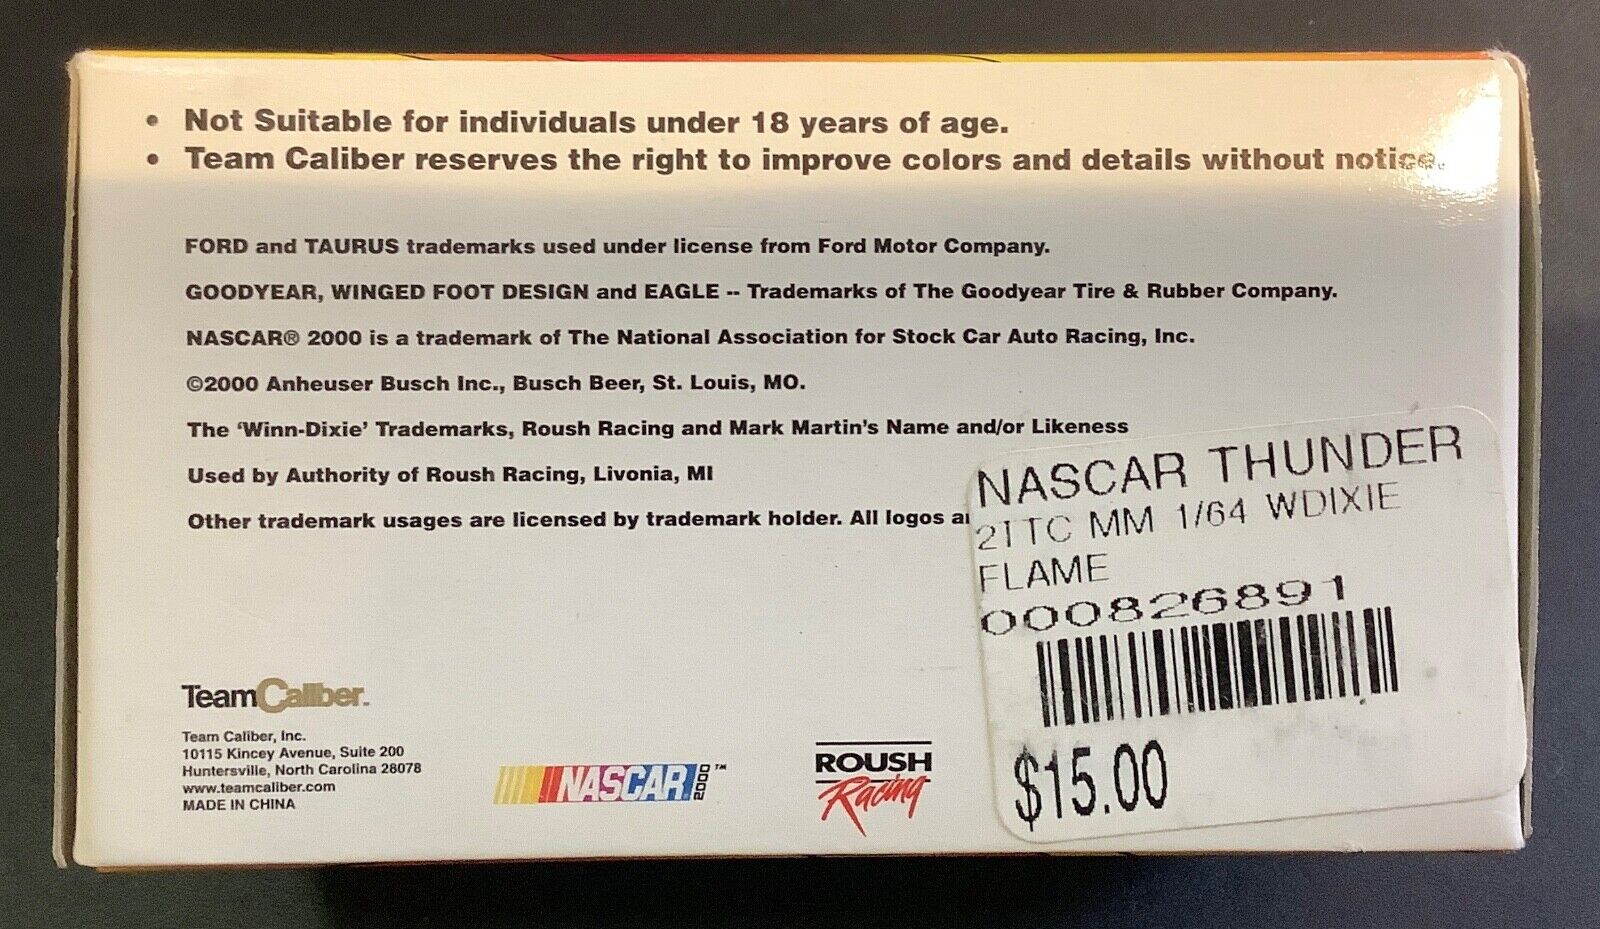 • Not Suitable for individuals under 18 years of age.
• Team Caliber reserves the right to improve colors and details without notice.
FORD and TAURUS trademarks used under license from Ford Motor Company.
GOODYEAR, WINGED FOOT DESIGN and EAGLE -- Trademarks of The Goodyear Tire & Rubber Company.
NASCAR® 2000 is a trademark of The National Association for Stock Car Auto Racing, Inc.
©2000 Anheuser Busch Inc., Busch Beer, St. Louis, MO.
The ‘Winn-Dixie’ Trademarks, Roush Racing and Mark Martin’s Name and/or Likeness
Used by Authority of Roush Racing, Livonia, MI
Other trademark usages are licensed by trademark holder. All logos
NASCAR THUNDER
21TC MM 1/64 WDIXIE
FLAME
000826891
$15.00
Team Caliber.
Team Caliber, Inc.
10115 Kincey Avenue, Suite 200
Huntersville, North Carolina 28078
www.teamcaliber.com
MADE IN CHINA
NASCAR 2000™
ROUSH
Racing